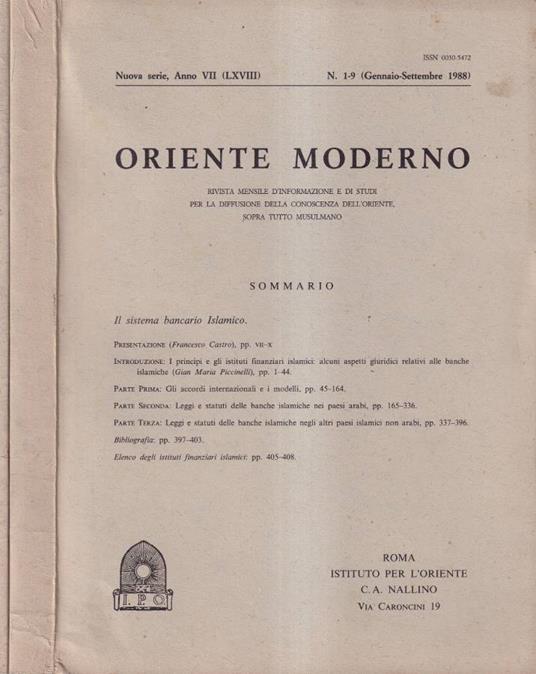 ISSN 0030-5472
Nuova serie, Anno VII (LXVIII) N. 1-9 (Gennaio-Settembre 1988)
ORIENTE MODERNO
RIVISTA MENSILE D'INFORMAZIONE E DI STUDI
PER LA DIFFUSIONE DELLA CONOSCENZA DELL'ORIENTE,
SOPRA TUTTO MUSULMANO
SOMMARIO
Il sistema bancario Islamico.
PRESENTAZIONE (Francesco Castro), pp. VII-X
INTRODUZIONE: I principi e gli istituti finanziari islamici: alcuni aspetti giuridici relativi alle banche
islamiche (Gian Maria Piccinelli), pp. 1-44.
PARTE PRIMA: Gli accordi internazionali e i modelli, pp. 45-164.
PARTE SECONDA: Leggi e statuti delle banche islamiche nei paesi arabi, pp. 165-336.
PARTE TERZA: Leggi e statuti delle banche islamiche negli altri paesi islamici non arabi, pp. 337-396.
Bibliografia: pp. 397-403.
Elenco degli istituti finanziari islamici: pp. 405-408.
I.P.O.
ROMA
ISTITUTO PER L'ORIENTE
C. A. NALLINO
VIA CARONCINI 19